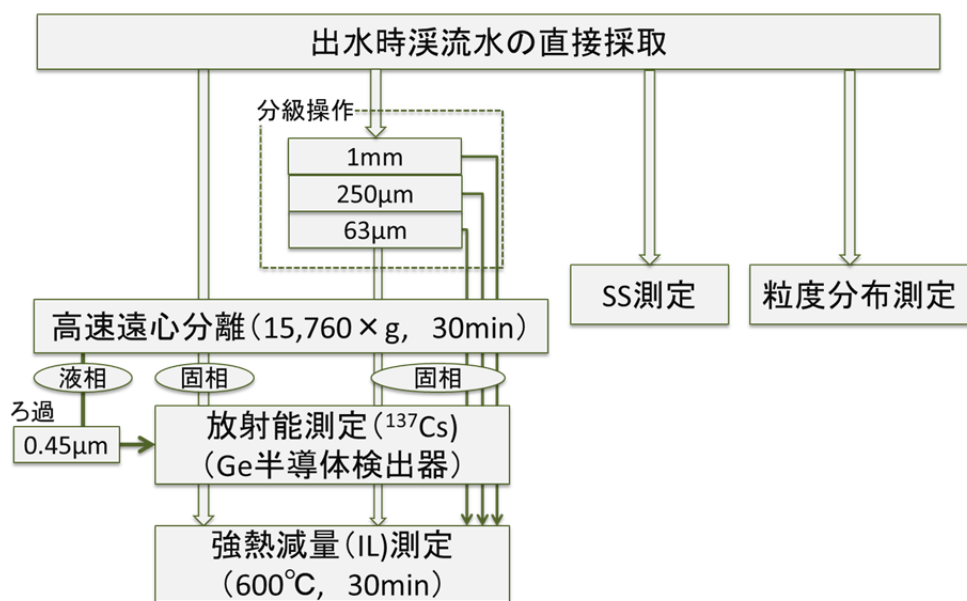 出水時渓流水の直接採取
分級操作
1mm
250μm
63μm
SS測定
粒度分布測定
高速遠心分離(15,760×g, 30min)
液相
固相
固相
ろ過
0.45μm
放射能測定(¹³⁷Cs)
(Ge半導体検出器)
強熱減量(IL)測定
(600℃, 30min)